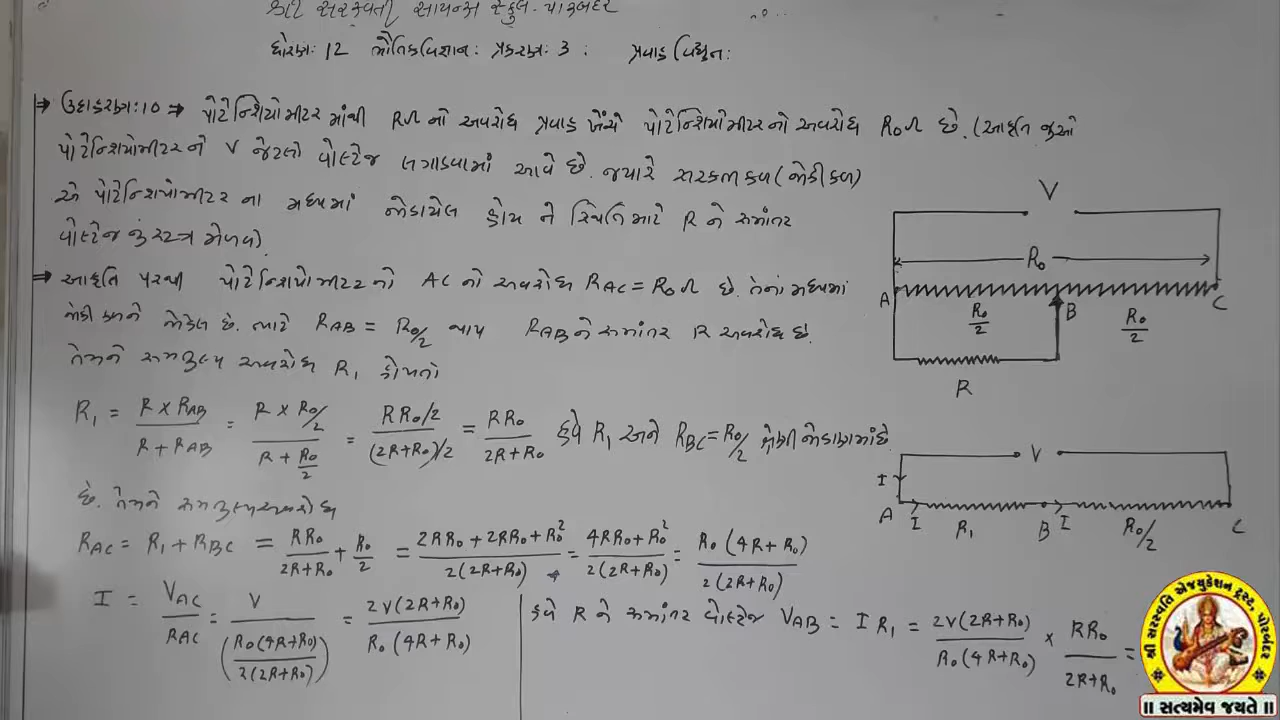 શ્રી સરસ્વતી સાયન્સ સ્કૂલ - પોરબંદર
ધોરણ: 12 ભૌતિકવિજ્ઞાન: પ્રકરણ: 3 : પ્રવાહ વિદ્યુત:
⇒ ઉદાહરણ: 10 ⇒ પોટેન્શિયોમીટર માંથી RΩ નો અવરોધ પ્રવાહ ખેંચે પોટેન્શિયોમીટરનો અવરોધ R₀Ω છે. (આકૃતિ જુઓ
પોટેન્શિયોમીટર ને V જેટલો વોલ્ટેજ લગાડવામાં આવે છે. જ્યારે સરકતીકળ (જોકીકળ)
એ પોટેન્શિયોમીટર ના મધ્યમાં જોડાયેલ હોય તે સ્થિતિ માટે R ને સમાંતર
વોલ્ટેજ નું સૂત્ર મેળવો.
⇒ આકૃતિ પરથી પોટેન્શિયોમીટરનો AC નો અવરોધ R_AC = R₀Ω છે. તેનાં મધ્યમાં
જોકી કળને જોડેલ છે. માટે R_AB = R₀/2 થાય R_AB ને સમાંતર R અવરોધ છે.
તેમનો સમતુલ્ય અવરોધ R₁ હોયતો
R₁ = R × R_AB / (R + R_AB) = (R × R₀/2) / (R + R₀/2) = (RR₀/2) / ((2R+R₀)/2) = RR₀ / (2R+R₀) હવે R₁ અને R_BC = R₀/2 શ્રેણી જોડાણમાં છે
છે. તેમનો સમતુલ્ય અવરોધ
R_AC = R₁ + R_BC = RR₀ / (2R+R₀) + R₀/2 = (2RR₀ + 2RR₀ + R₀²) / 2(2R+R₀) = (4RR₀ + R₀²) / 2(2R+R₀) = R₀(4R+R₀) / 2(2R+R₀)
I = V_AC / R_AC = V / (R₀(4R+R₀) / 2(2R+R₀)) = 2V(2R+R₀) / R₀(4R+R₀)
હવે R ને સમાંતર વોલ્ટેજ V_AB = I R₁ = 2V(2R+R₀) / R₀(4R+R₀) × RR₀ / (2R+R₀) =
V
R₀
A B C
R₀/2 R₀/2
R
V
I
A I R₁ B I R₀/2 C
શ્રી સરસ્વતિ એજ્યુકેશન ટ્રસ્ટ, પોરબંદર
॥ સત્યમેવ જયતે ॥